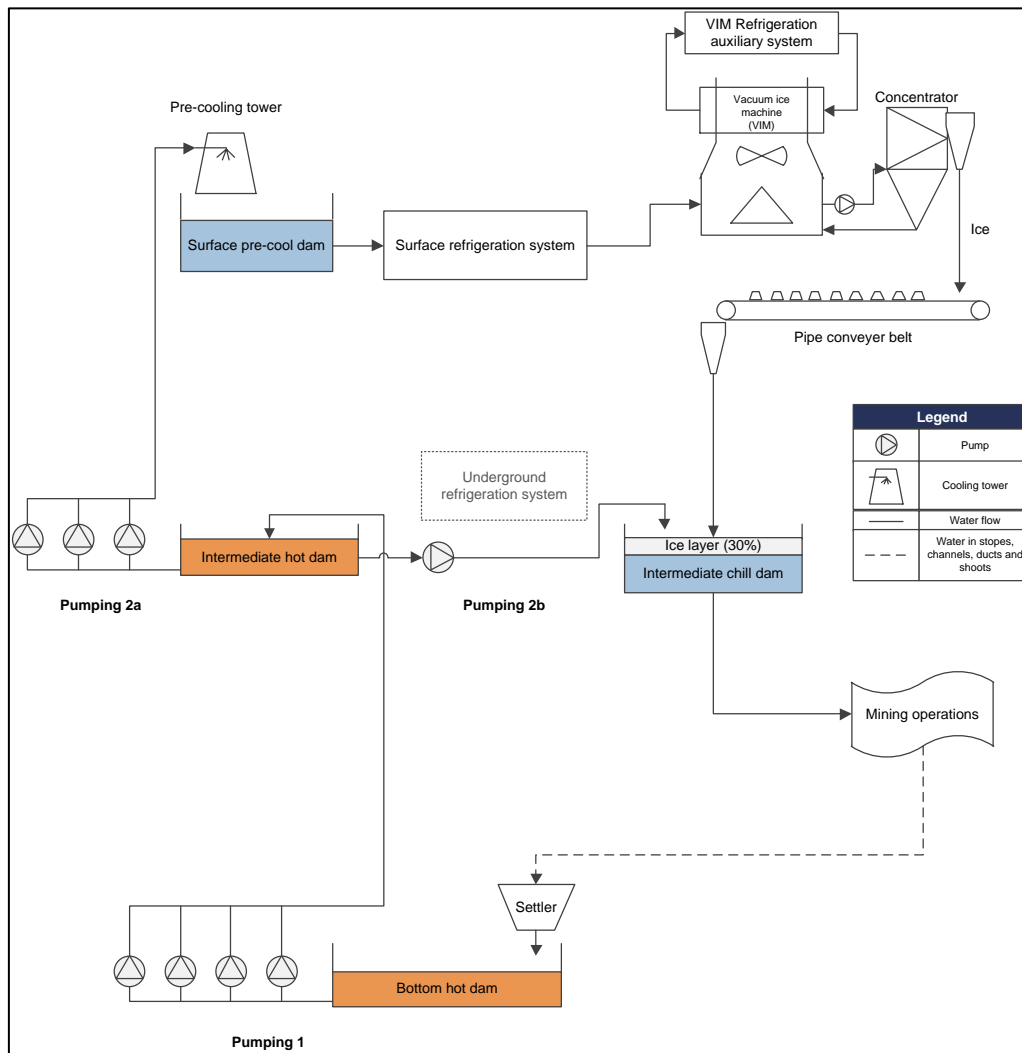 VIM Refrigeration
auxiliary system
Pre-cooling tower
Vacuum ice
machine
(VIM)
Concentrator
Surface pre-cool dam
Surface refrigeration system
Ice
Pipe conveyer belt
Legend
Pump
Cooling tower
Water flow
Water in stopes,
channels, ducts and
shoots
Underground
refrigeration system
Intermediate hot dam
Ice layer (30%)
Intermediate chill dam
Pumping 2a
Pumping 2b
Mining operations
Settler
Bottom hot dam
Pumping 1